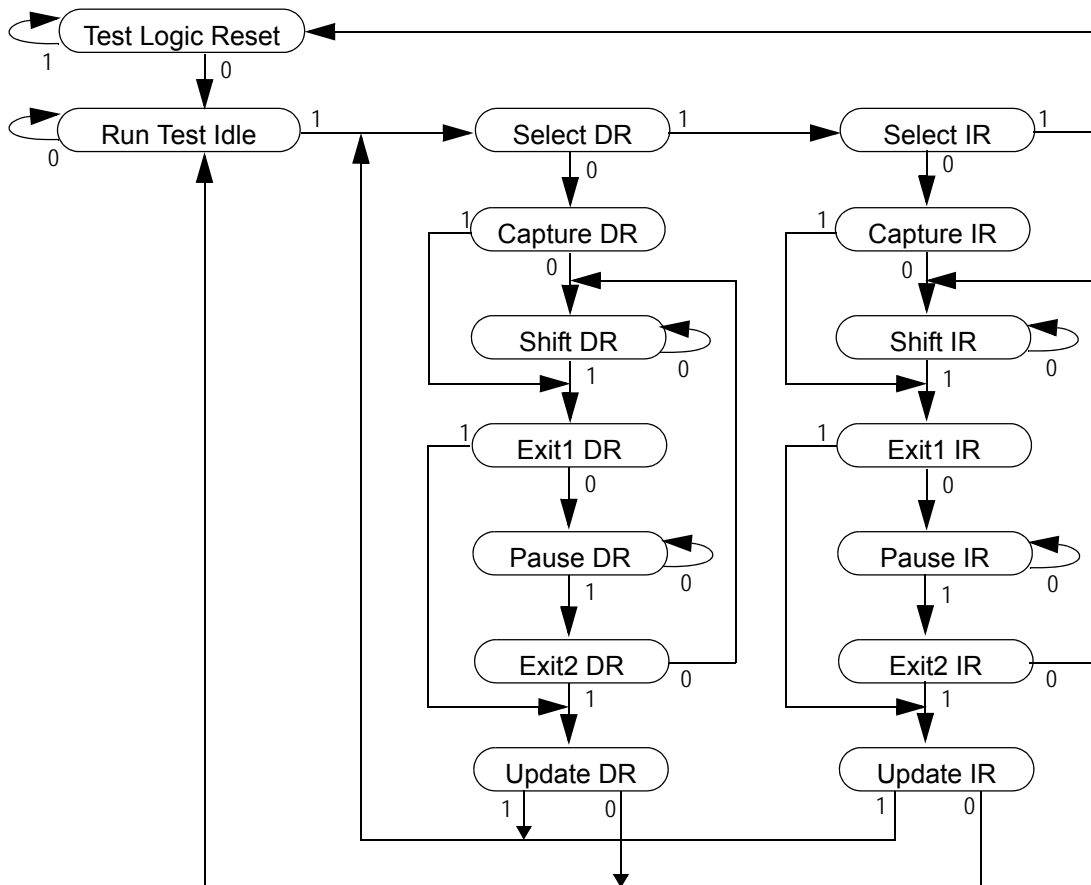 Test Logic Reset
1
0
Run Test Idle
1
Select DR
1
Select IR
1
0
0
0
1
Capture DR
1
Capture IR
0
0
Shift DR
Shift IR
1
0
1
0
1
Exit1 DR
1
Exit1 IR
0
0
Pause DR
Pause IR
1
0
1
0
Exit2 DR
Exit2 IR
1
0
1
0
Update DR
Update IR
1
0
1
0